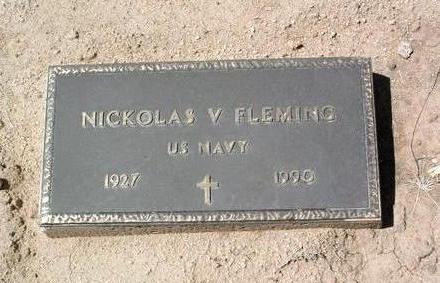 NICKOLAS V FLEMING
US NAVY
1927 1990